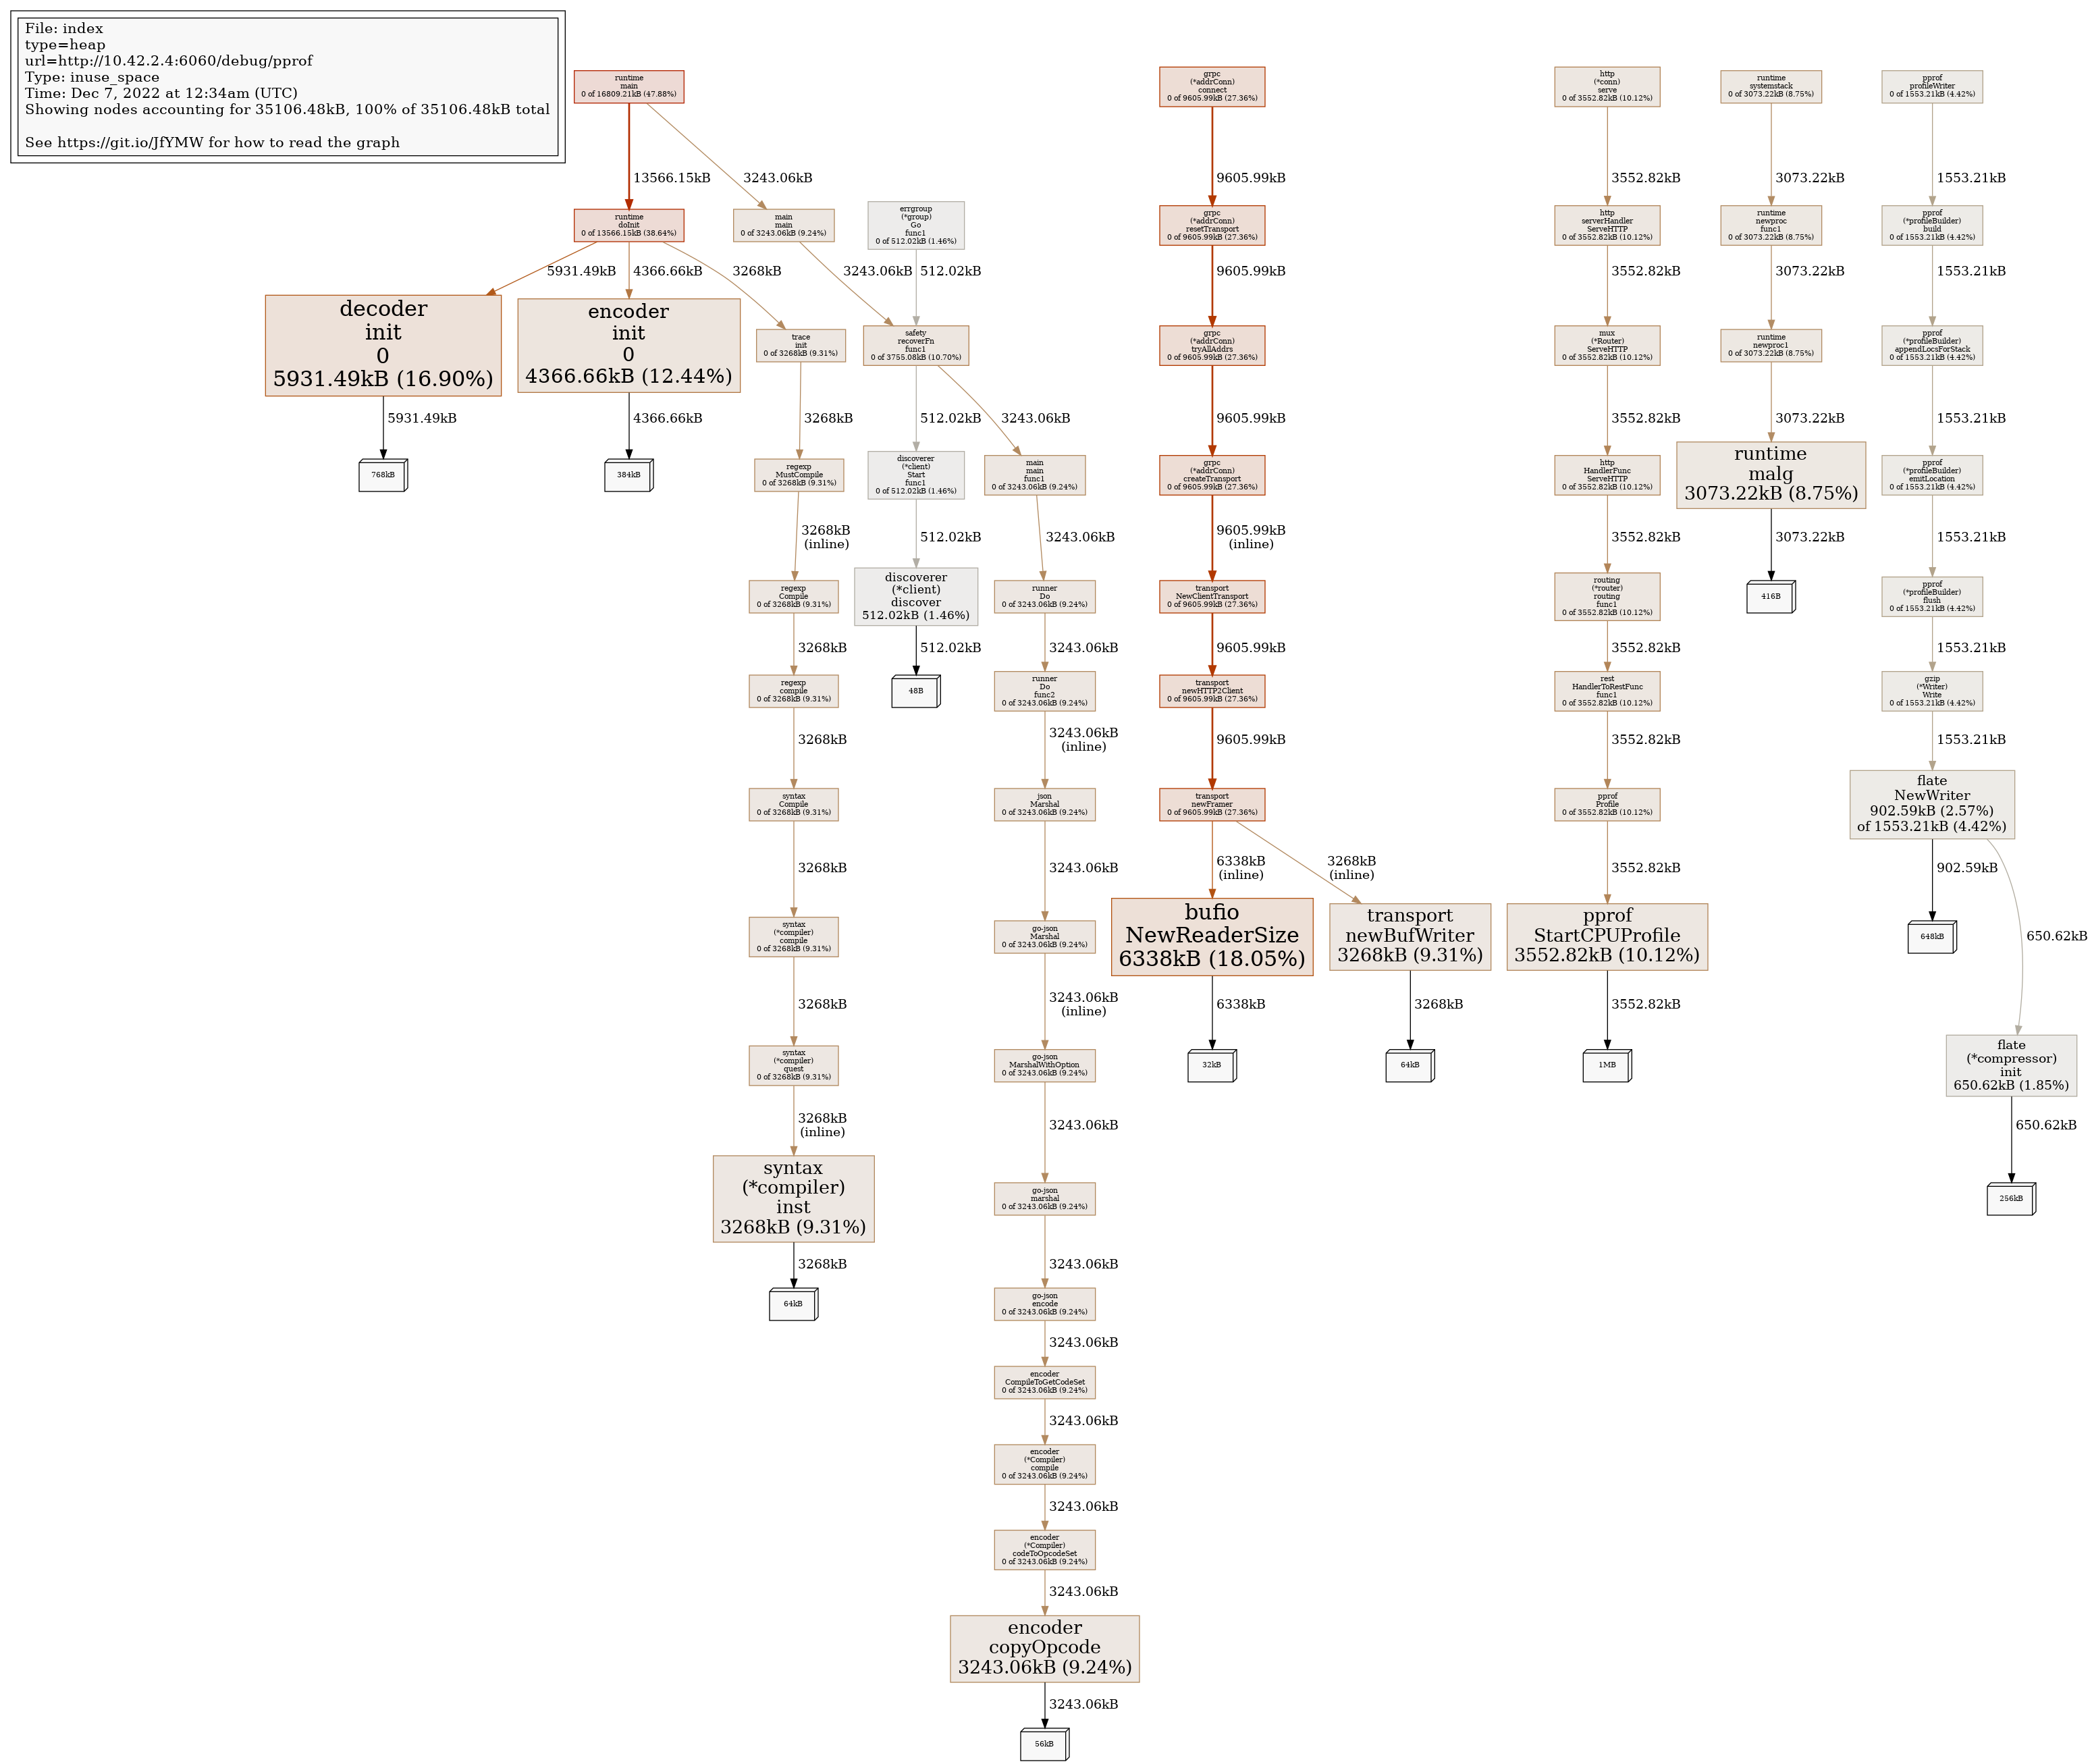 File: index
type=heap
url=http://10.42.2.4:6060/debug/pprof
Type: inuse_space
Time: Dec 7, 2022 at 12:34am (UTC)
Showing nodes accounting for 35106.48kB, 100% of 35106.48kB total
See https://git.io/JfYMW for how to read the graph
runtime
main
0 of 16809.21kB (47.88%)
13566.15kB
3243.06kB
runtime
doInit
0 of 13566.15kB (38.64%)
main
main
0 of 3243.06kB (9.24%)
errgroup
(*group)
Go
func1
0 of 512.02kB (1.46%)
5931.49kB
4366.66kB
3268kB
3243.06kB
512.02kB
decoder
init
0
5931.49kB (16.90%)
5931.49kB
768kB
encoder
init
0
4366.66kB (12.44%)
4366.66kB
384kB
trace
init
0 of 3268kB (9.31%)
3268kB
regexp
MustCompile
0 of 3268kB (9.31%)
3268kB
(inline)
regexp
Compile
0 of 3268kB (9.31%)
3268kB
regexp
compile
0 of 3268kB (9.31%)
3268kB
syntax
Compile
0 of 3268kB (9.31%)
3268kB
syntax
(*compiler)
compile
0 of 3268kB (9.31%)
3268kB
syntax
(*compiler)
quest
0 of 3268kB (9.31%)
3268kB
(inline)
syntax
(*compiler)
inst
3268kB (9.31%)
3268kB
64kB
safety
recoverFn
func1
0 of 3755.08kB (10.70%)
512.02kB
3243.06kB
discoverer
(*client)
Start
func1
0 of 512.02kB (1.46%)
512.02kB
discoverer
(*client)
discover
512.02kB (1.46%)
512.02kB
48B
main
main
func1
0 of 3243.06kB (9.24%)
3243.06kB
runner
Do
0 of 3243.06kB (9.24%)
3243.06kB
runner
Do
func2
0 of 3243.06kB (9.24%)
3243.06kB
(inline)
json
Marshal
0 of 3243.06kB (9.24%)
3243.06kB
go-json
Marshal
0 of 3243.06kB (9.24%)
3243.06kB
(inline)
go-json
MarshalWithOption
0 of 3243.06kB (9.24%)
3243.06kB
go-json
marshal
0 of 3243.06kB (9.24%)
3243.06kB
go-json
encode
0 of 3243.06kB (9.24%)
3243.06kB
encoder
CompileToGetCodeSet
0 of 3243.06kB (9.24%)
3243.06kB
encoder
(*Compiler)
compile
0 of 3243.06kB (9.24%)
3243.06kB
encoder
(*Compiler)
codeToOpcodeSet
0 of 3243.06kB (9.24%)
3243.06kB
encoder
copyOpcode
3243.06kB (9.24%)
3243.06kB
56kB
grpc
(*addrConn)
connect
0 of 9605.99kB (27.36%)
9605.99kB
grpc
(*addrConn)
resetTransport
0 of 9605.99kB (27.36%)
9605.99kB
grpc
(*addrConn)
tryAllAddrs
0 of 9605.99kB (27.36%)
9605.99kB
grpc
(*addrConn)
createTransport
0 of 9605.99kB (27.36%)
9605.99kB
(inline)
transport
NewClientTransport
0 of 9605.99kB (27.36%)
9605.99kB
transport
newHTTP2Client
0 of 9605.99kB (27.36%)
9605.99kB
transport
newFramer
0 of 9605.99kB (27.36%)
6338kB
(inline)
3268kB
(inline)
bufio
NewReaderSize
6338kB (18.05%)
6338kB
32kB
transport
newBufWriter
3268kB (9.31%)
3268kB
64kB
http
(*conn)
serve
0 of 3552.82kB (10.12%)
3552.82kB
http
serverHandler
ServeHTTP
0 of 3552.82kB (10.12%)
3552.82kB
mux
(*Router)
ServeHTTP
0 of 3552.82kB (10.12%)
3552.82kB
http
HandlerFunc
ServeHTTP
0 of 3552.82kB (10.12%)
3552.82kB
routing
(*router)
routing
func1
0 of 3552.82kB (10.12%)
3552.82kB
rest
HandlerToRestFunc
func1
0 of 3552.82kB (10.12%)
3552.82kB
pprof
Profile
0 of 3552.82kB (10.12%)
3552.82kB
pprof
StartCPUProfile
3552.82kB (10.12%)
3552.82kB
1MB
runtime
systemstack
0 of 3073.22kB (8.75%)
3073.22kB
runtime
newproc
func1
0 of 3073.22kB (8.75%)
3073.22kB
runtime
newproc1
0 of 3073.22kB (8.75%)
3073.22kB
runtime
malg
3073.22kB (8.75%)
3073.22kB
416B
pprof
profileWriter
0 of 1553.21kB (4.42%)
1553.21kB
pprof
(*profileBuilder)
build
0 of 1553.21kB (4.42%)
1553.21kB
pprof
(*profileBuilder)
appendLocsForStack
0 of 1553.21kB (4.42%)
1553.21kB
pprof
(*profileBuilder)
emitLocation
0 of 1553.21kB (4.42%)
1553.21kB
pprof
(*profileBuilder)
flush
0 of 1553.21kB (4.42%)
1553.21kB
gzip
(*Writer)
Write
0 of 1553.21kB (4.42%)
1553.21kB
flate
NewWriter
902.59kB (2.57%)
of 1553.21kB (4.42%)
902.59kB
648kB
650.62kB
flate
(*compressor)
init
650.62kB (1.85%)
650.62kB
256kB